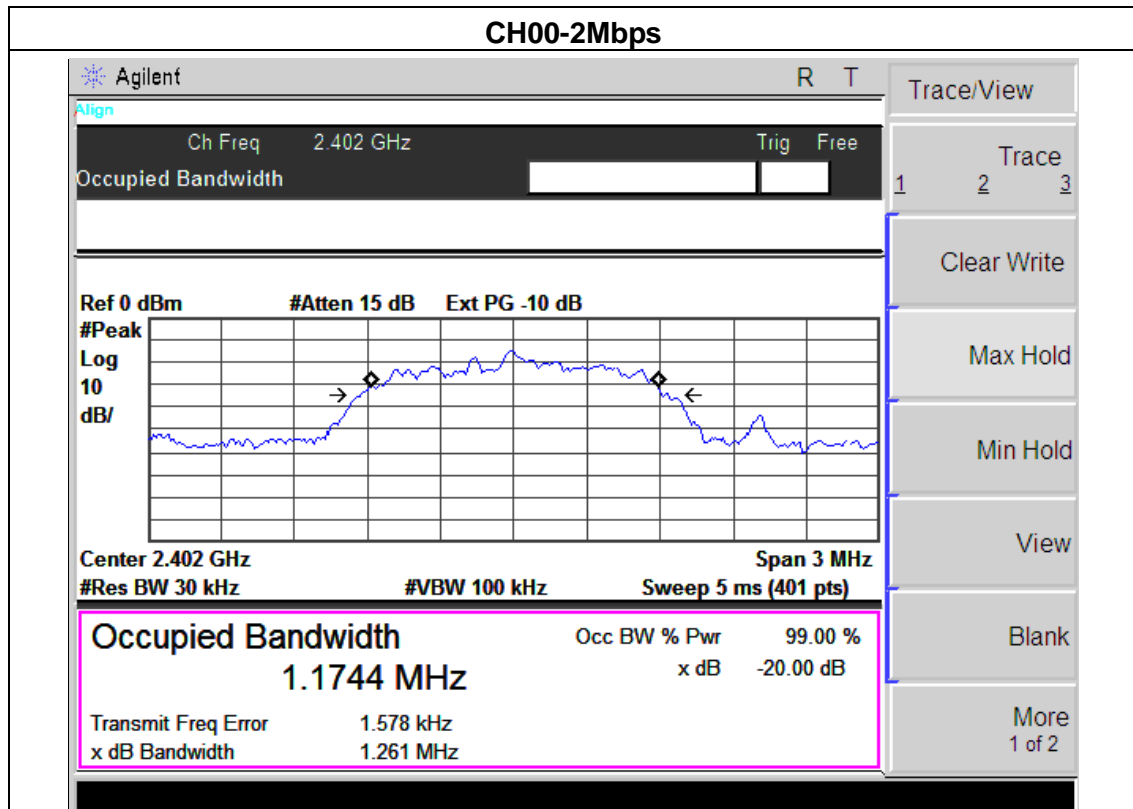 CH00-2Mbps
Agilent R T
Align
Ch Freq 2.402 GHz Trig Free
Occupied Bandwidth
Ref 0 dBm #Atten 15 dB Ext PG -10 dB
#Peak
Log
10
dB/
Center 2.402 GHz Span 3 MHz
#Res BW 30 kHz #VBW 100 kHz Sweep 5 ms (401 pts)
Occupied Bandwidth Occ BW % Pwr 99.00 %
1.1744 MHz x dB -20.00 dB
Transmit Freq Error 1.578 kHz
x dB Bandwidth 1.261 MHz
Trace/View
Trace
1 2 3
Clear Write
Max Hold
Min Hold
View
Blank
More
1 of 2